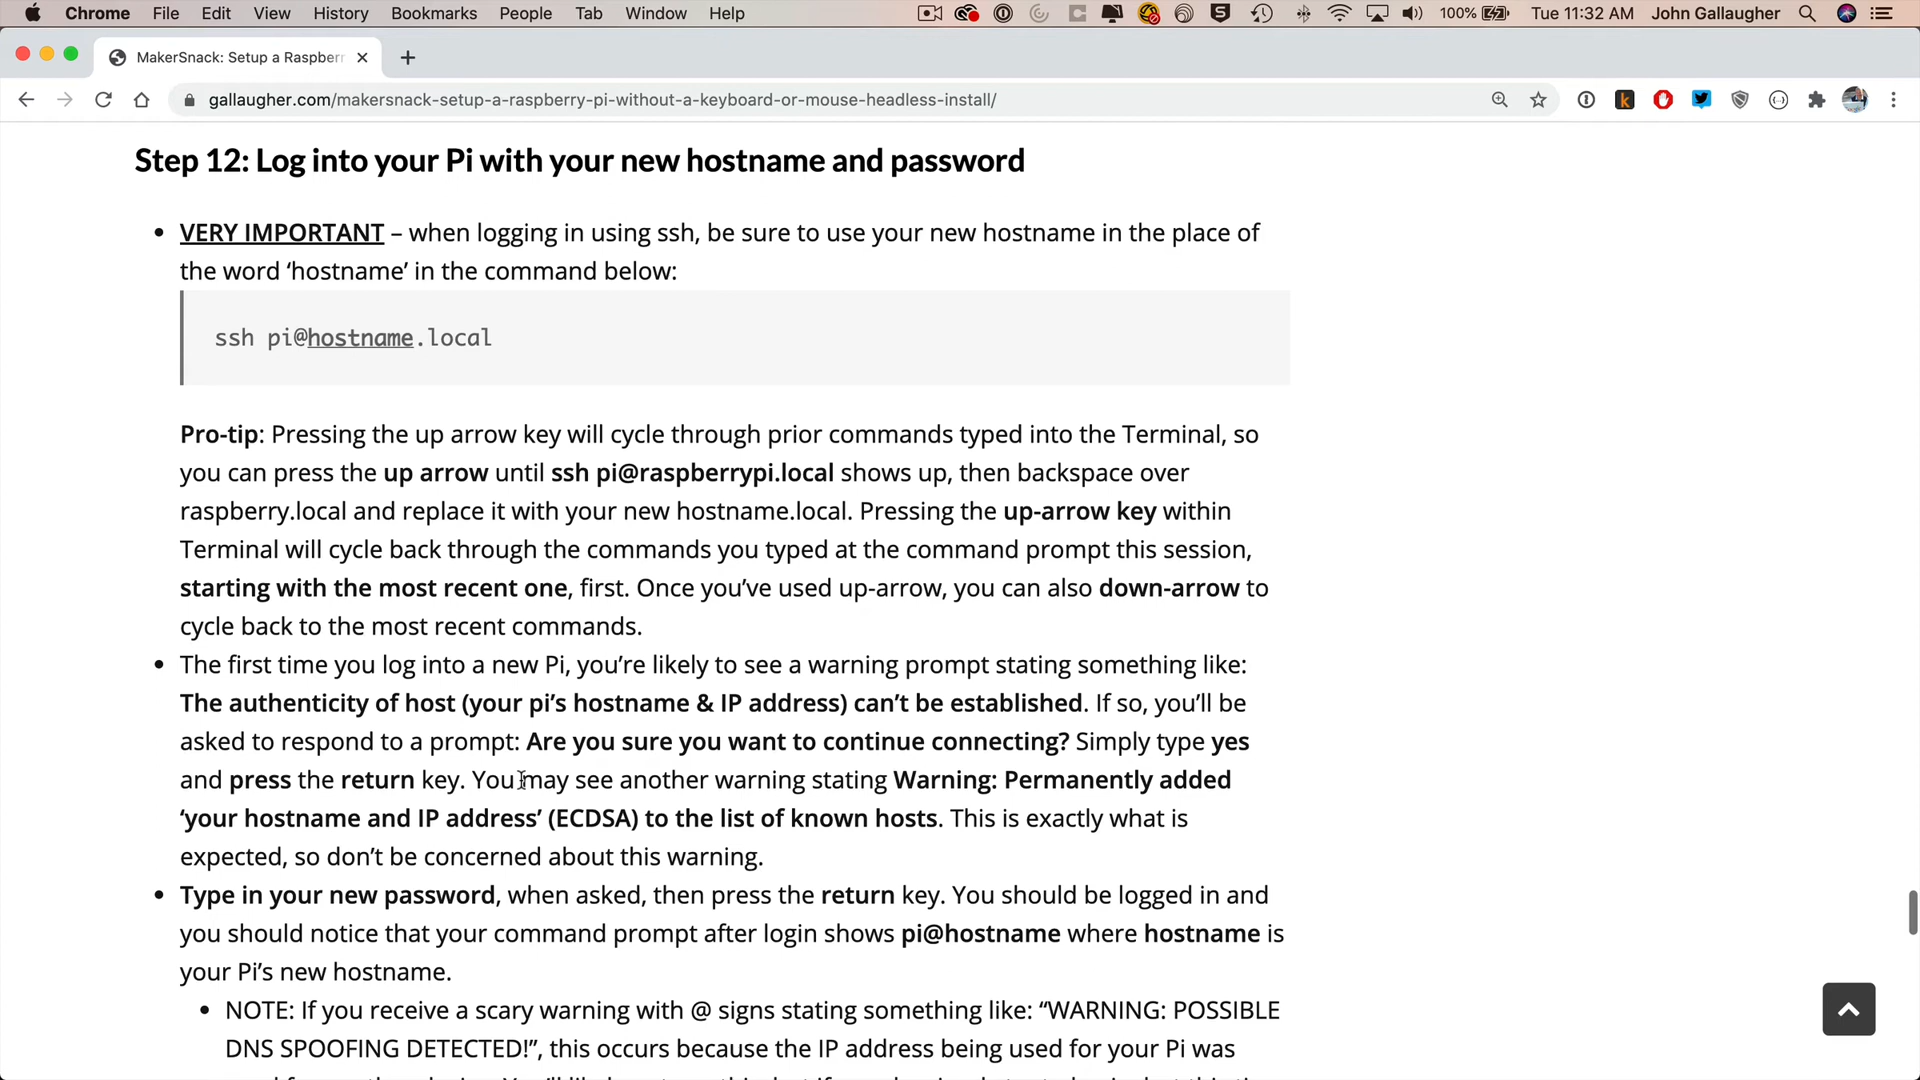 Chrome File Edit View History Bookmarks People Tab Window Help 100% Tue 11:32 AM John Gallaugher
MakerSnack: Setup a Raspberr
gallaugher.com/makersnack-setup-a-raspberry-pi-without-a-keyboard-or-mouse-headless-install/
Step 12: Log into your Pi with your new hostname and password
• VERY IMPORTANT – when logging in using ssh, be sure to use your new hostname in the place of
the word ‘hostname’ in the command below:
ssh pi@hostname.local
Pro-tip: Pressing the up arrow key will cycle through prior commands typed into the Terminal, so
you can press the up arrow until ssh pi@raspberrypi.local shows up, then backspace over
raspberry.local and replace it with your new hostname.local. Pressing the up-arrow key within
Terminal will cycle back through the commands you typed at the command prompt this session,
starting with the most recent one, first. Once you’ve used up-arrow, you can also down-arrow to
cycle back to the most recent commands.
• The first time you log into a new Pi, you’re likely to see a warning prompt stating something like:
The authenticity of host (your pi’s hostname & IP address) can’t be established. If so, you’ll be
asked to respond to a prompt: Are you sure you want to continue connecting? Simply type yes
and press the return key. You may see another warning stating Warning: Permanently added
‘your hostname and IP address’ (ECDSA) to the list of known hosts. This is exactly what is
expected, so don’t be concerned about this warning.
• Type in your new password, when asked, then press the return key. You should be logged in and
you should notice that your command prompt after login shows pi@hostname where hostname is
your Pi’s new hostname.
• NOTE: If you receive a scary warning with @ signs stating something like: “WARNING: POSSIBLE
DNS SPOOFING DETECTED!”, this occurs because the IP address being used for your Pi was